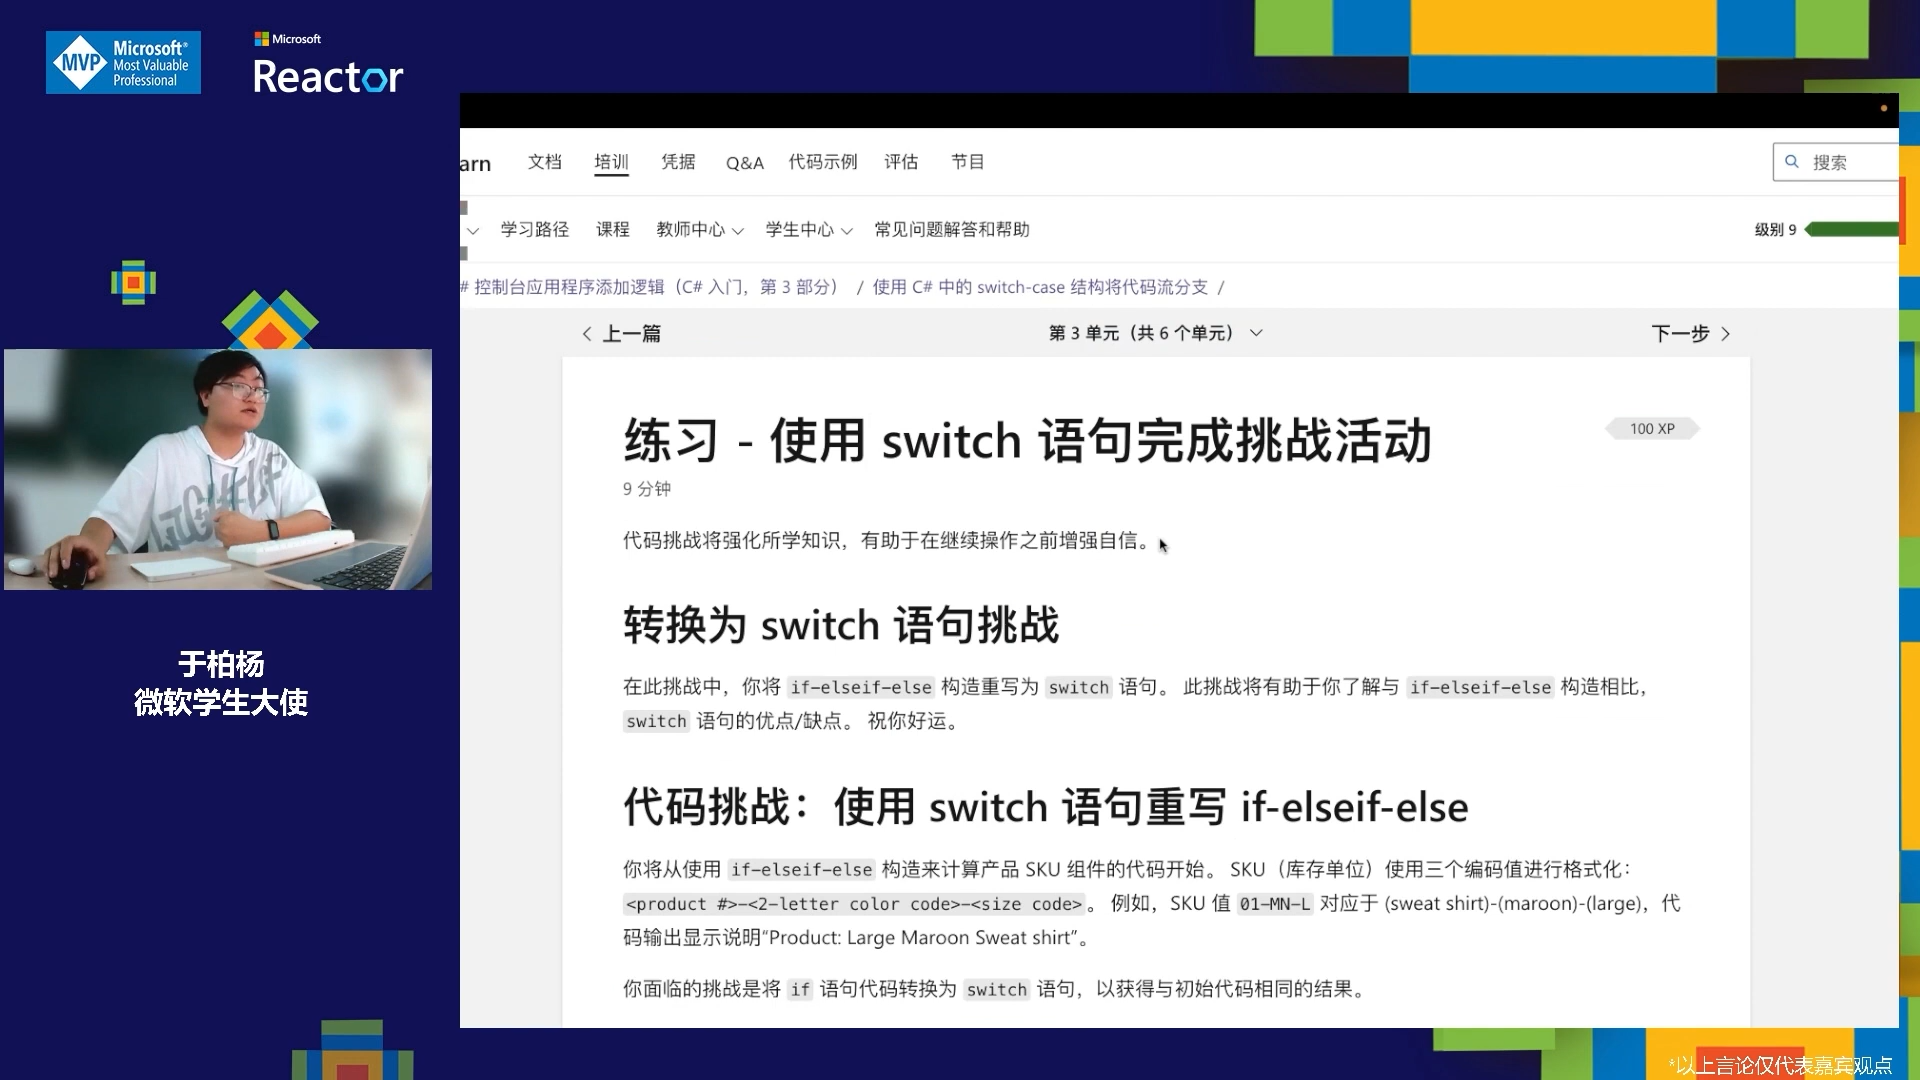 MVP
Microsoft®
Most Valuable
Professional
Microsoft
Reactor
arn 文档 培训 凭据 Q&A 代码示例 评估 节目 搜索
学习路径 课程 教师中心 学生中心 常见问题解答和帮助 级别 9
# 控制台应用程序添加逻辑（C# 入门，第 3 部分） / 使用 C# 中的 switch-case 结构将代码流分支 /
上一篇 第 3 单元（共 6 个单元） 下一步
练习 - 使用 switch 语句完成挑战活动
100 XP
9 分钟
代码挑战将强化所学知识，有助于在继续操作之前增强自信。
转换为 switch 语句挑战
在此挑战中，你将 if-elseif-else 构造重写为 switch 语句。 此挑战将有助于你了解与 if-elseif-else 构造相比，
switch 语句的优点/缺点。 祝你好运。
代码挑战：使用 switch 语句重写 if-elseif-else
你将从使用 if-elseif-else 构造来计算产品 SKU 组件的代码开始。 SKU（库存单位）使用三个编码值进行格式化：
<product #>-<2-letter color code>-<size code>。 例如，SKU 值 01-MN-L 对应于 (sweat shirt)-(maroon)-(large)，代
码输出显示说明“Product: Large Maroon Sweat shirt”。
你面临的挑战是将 if 语句代码转换为 switch 语句，以获得与初始代码相同的结果。
于柏杨
微软学生大使
*以上言论仅代表嘉宾观点